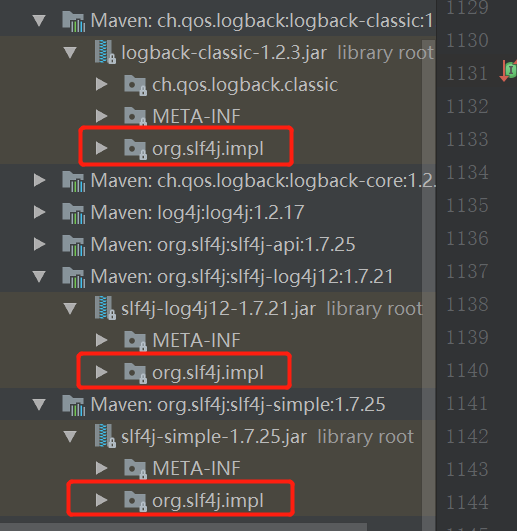 Maven: ch.qos.logback:logback-classic:1
logback-classic-1.2.3.jar library root
ch.qos.logback.classic
META-INF
org.slf4j.impl
Maven: ch.qos.logback:logback-core:1.2.
Maven: log4j:log4j:1.2.17
Maven: org.slf4j:slf4j-api:1.7.25
Maven: org.slf4j:slf4j-log4j12:1.7.21
slf4j-log4j12-1.7.21.jar library root
META-INF
org.slf4j.impl
Maven: org.slf4j:slf4j-simple:1.7.25
slf4j-simple-1.7.25.jar library root
META-INF
org.slf4j.impl
1129
1130
1131
1132
1133
1134
1135
1136
1137
1138
1139
1140
1141
1142
1143
1144